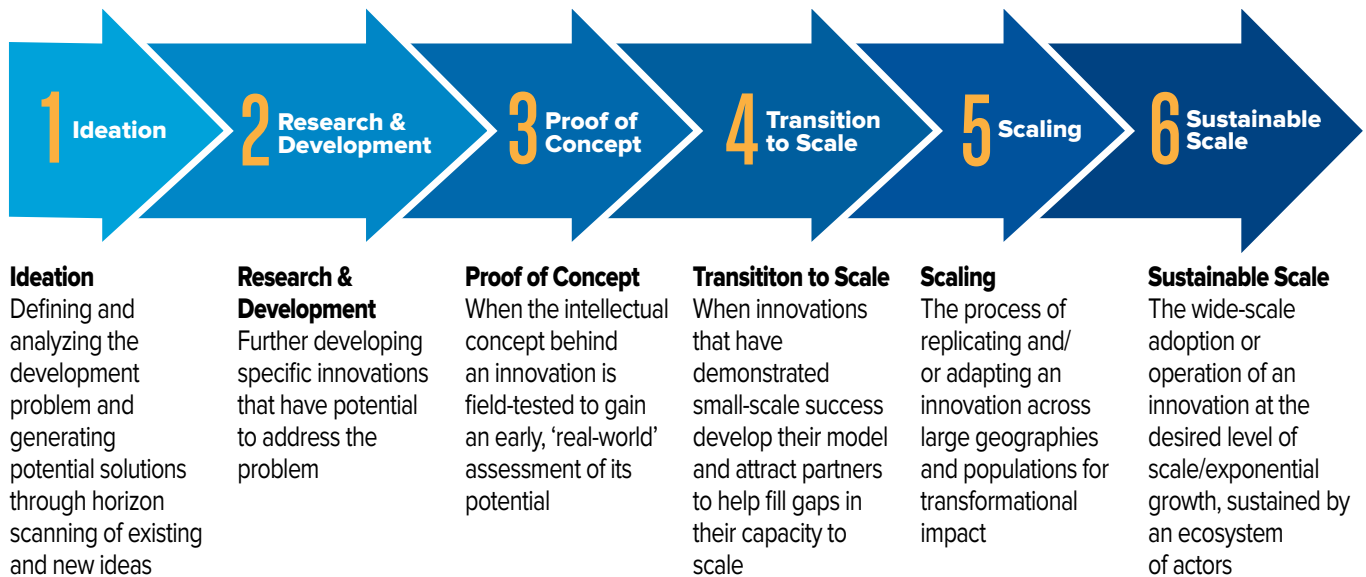 1 Ideation
2 Research &
Development
3 Proof of
Concept
4 Transition
to Scale
5 Scaling
6 Sustainable
Scale
Ideation
Defining and
analyzing the
development
problem and
generating
potential solutions
through horizon
scanning of existing
and new ideas
Research &
Development
Further developing
specific innovations
that have potential
to address the
problem
Proof of Concept
When the intellectual
concept behind
an innovation is
field-tested to gain
an early, ‘real-world’
assessment of its
potential
Transititon to Scale
When innovations
that have
demonstrated
small-scale success
develop their model
and attract partners
to help fill gaps in
their capacity to
scale
Scaling
The process of
replicating and/
or adapting an
innovation across
large geographies
and populations for
transformational
impact
Sustainable Scale
The wide-scale
adoption or
operation of an
innovation at the
desired level of
scale/exponential
growth, sustained by
an ecosystem
of actors